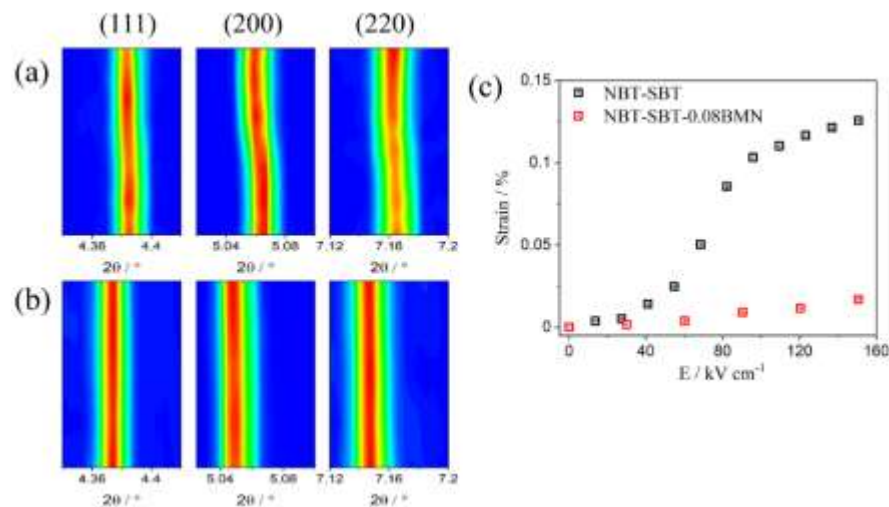 (111) (200) (220)
(a)
4.36 4.4 5.04 5.08 7.12 7.16 7.2
2θ / ° 2θ / ° 2θ / °
(b)
4.36 4.4 5.04 5.08 7.12 7.16 7.2
2θ / ° 2θ / ° 2θ / °
(c)
NBT-SBT
NBT-SBT-0.08BMN
Strain / %
0.15
0.1
0.05
0
0 40 80 120 160
E / kV cm⁻¹